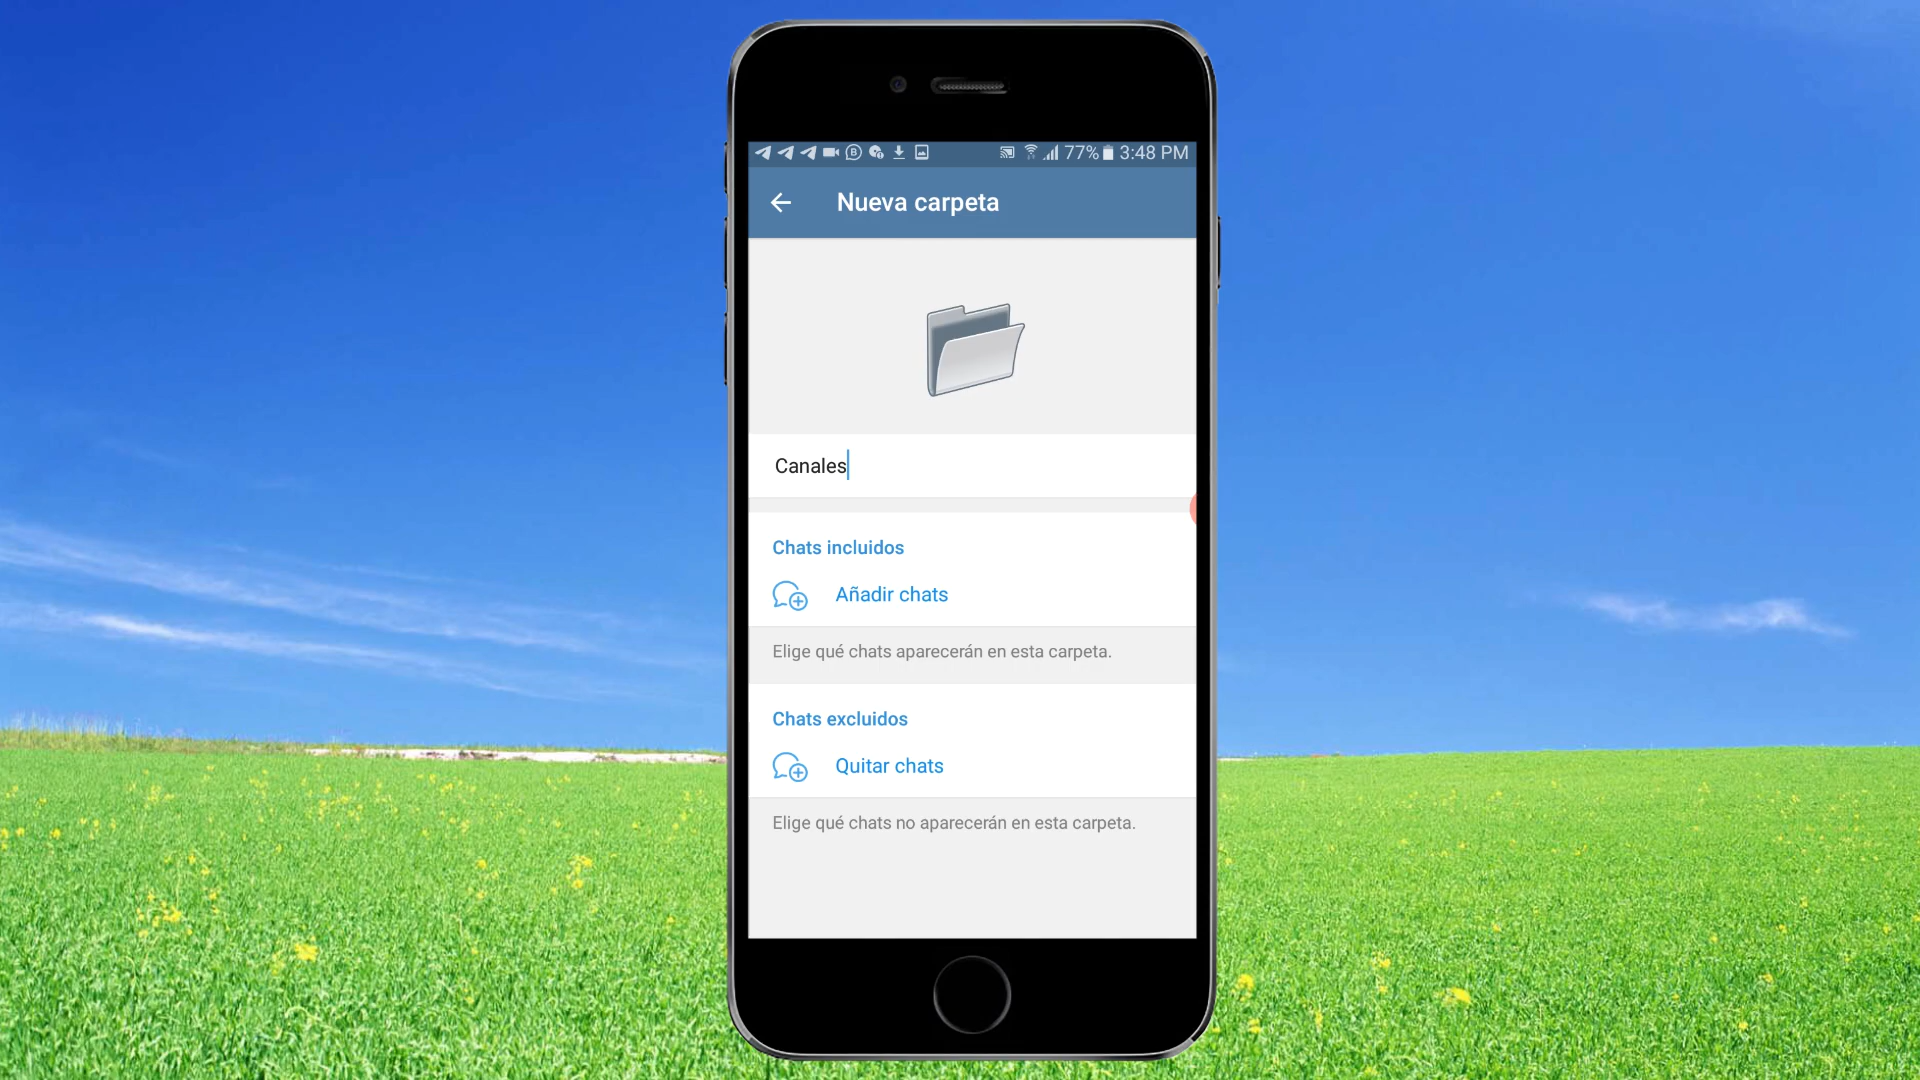 77% 3:48 PM
Nueva carpeta
Canales
Chats incluidos
Añadir chats
Elige qué chats aparecerán en esta carpeta.
Chats excluidos
Quitar chats
Elige qué chats no aparecerán en esta carpeta.